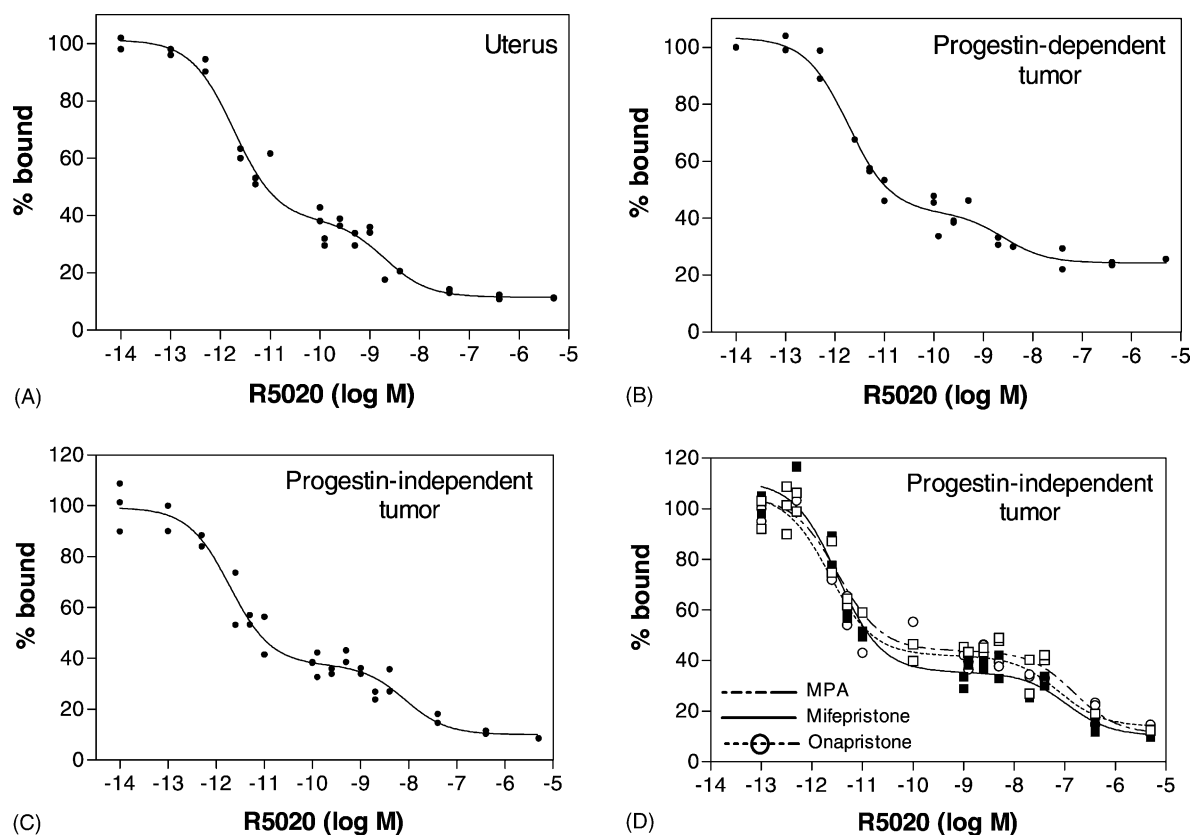 Uterus
100
80
60
40
20
0
% bound
-14 -13 -12 -11 -10 -9 -8 -7 -6 -5
(A) R5020 (log M)
Progestin-dependent
tumor
100
80
60
40
20
0
% bound
-14 -13 -12 -11 -10 -9 -8 -7 -6 -5
(B) R5020 (log M)
Progestin-independent
tumor
120
100
80
60
40
20
0
% bound
-14 -13 -12 -11 -10 -9 -8 -7 -6 -5
(C) R5020 (log M)
Progestin-independent
tumor
120
100
80
60
40
20
0
% bound
MPA
Mifepristone
Onapristone
-14 -13 -12 -11 -10 -9 -8 -7 -6 -5
(D) R5020 (log M)